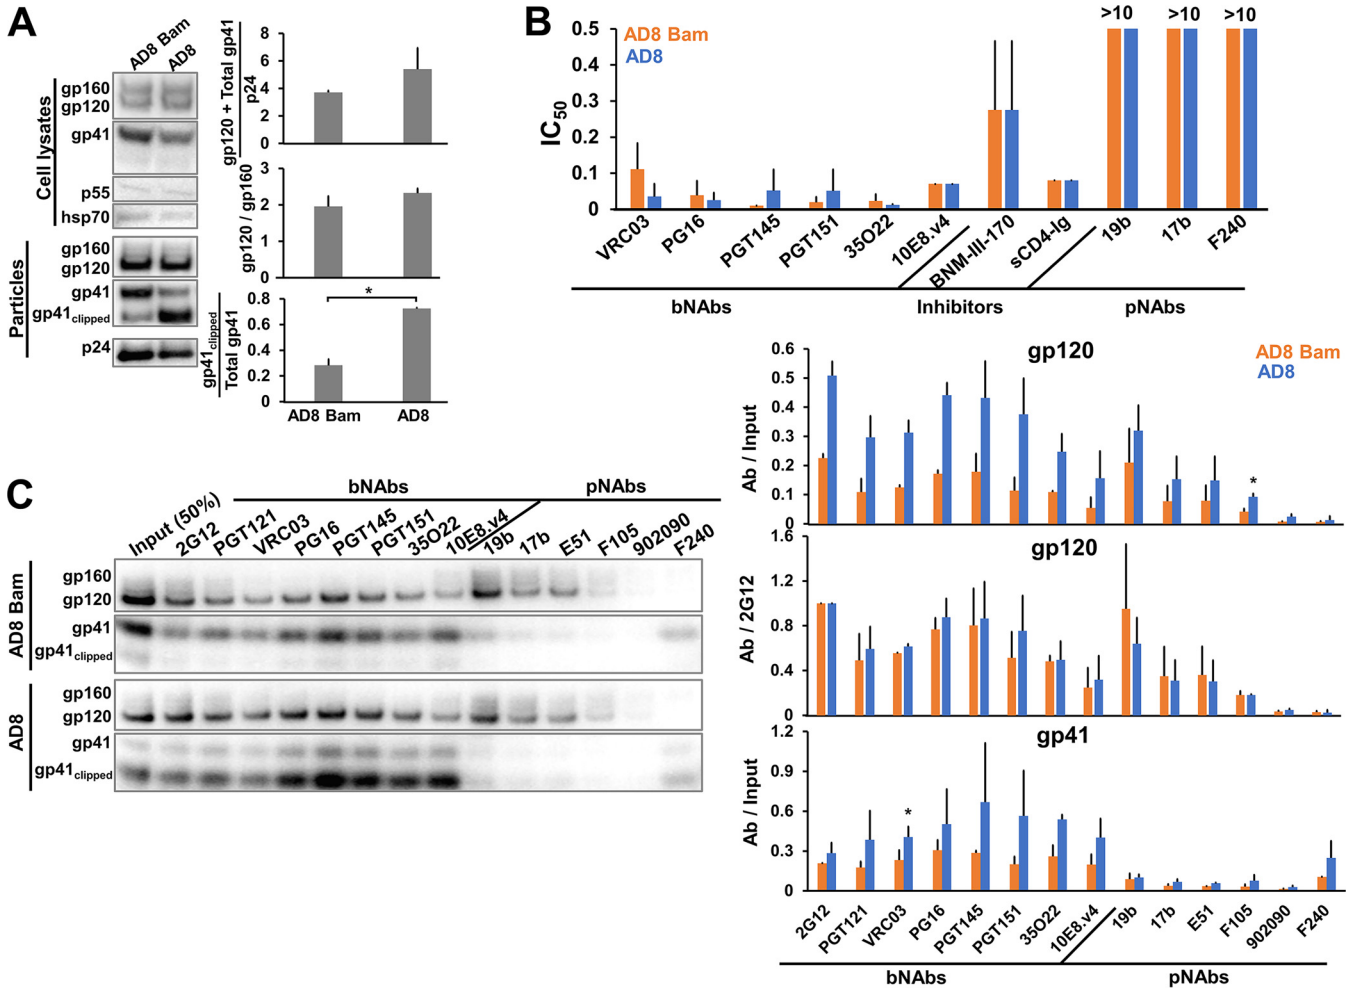 A
AD8 Bam
AD8
Cell lysates
gp160
gp120
gp41
p55
hsp70
Particles
gp160
gp120
gp41
gp41clipped
p24
gp120 + Total gp41
p24
8
6
4
2
0
gp120 / gp160
3
2
1
0
gp41clipped
Total gp41
0.8
0.6
0.4
0.2
0
*
AD8 Bam
AD8
B
AD8 Bam
AD8
IC50
0.5
0.4
0.3
0.2
0.1
0
>10
>10
>10
VRC03
PG16
PGT145
PGT151
35O22
10E8.v4
BNM-III-170
sCD4-Ig
19b
17b
F240
bNAbs
Inhibitors
pNAbs
C
bNAbs
pNAbs
Input (50%)
2G12
PGT121
VRC03
PG16
PGT145
PGT151
35O22
10E8.v4
19b
17b
E51
F105
902090
F240
AD8 Bam
gp160
gp120
gp41
gp41clipped
AD8
gp160
gp120
gp41
gp41clipped
gp120
AD8 Bam
AD8
Ab / Input
0.6
0.5
0.4
0.3
0.2
0.1
0
*
gp120
Ab / 2G12
1.6
1.2
0.8
0.4
0
gp41
Ab / Input
1.2
0.9
0.6
0.3
0
*
2G12
PGT121
VRC03
PG16
PGT145
PGT151
35O22
10E8.v4
19b
17b
E51
F105
902090
F240
bNAbs
pNAbs